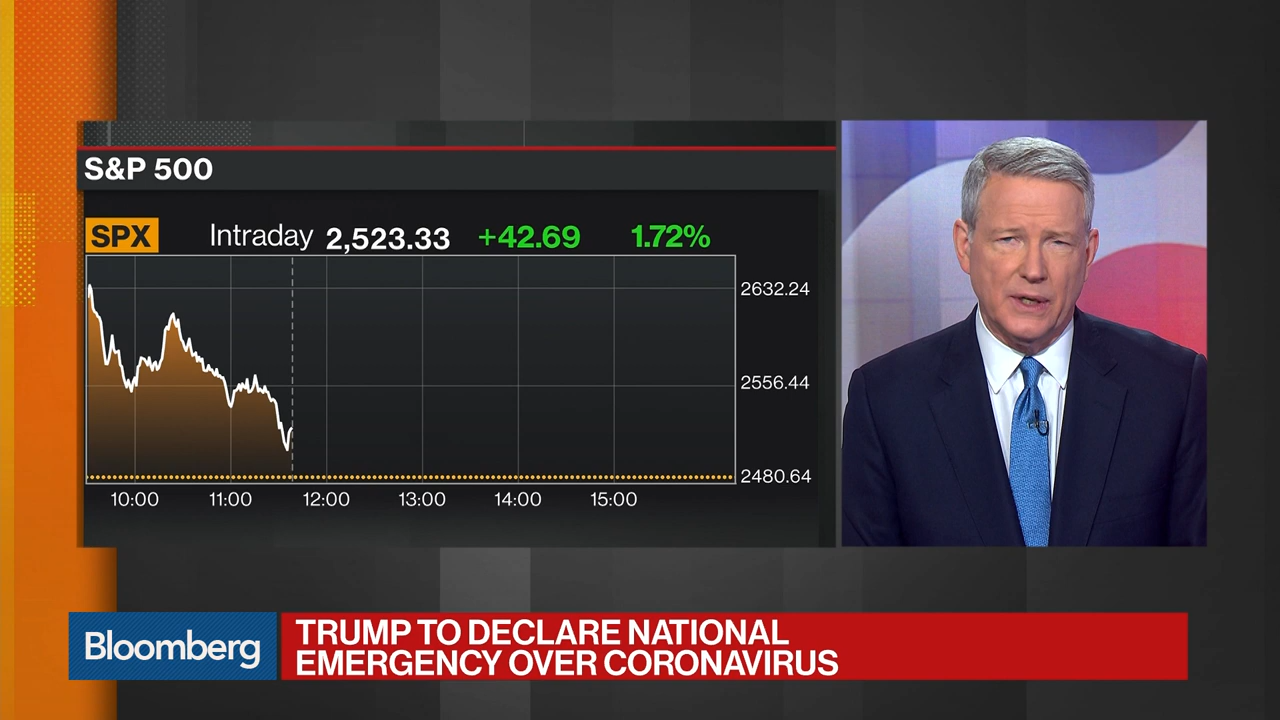 S&P 500
SPX Intraday 2,523.33 +42.69 1.72%
2632.24
2556.44
2480.64
10:00 11:00 12:00 13:00 14:00 15:00
Bloomberg
TRUMP TO DECLARE NATIONAL
EMERGENCY OVER CORONAVIRUS